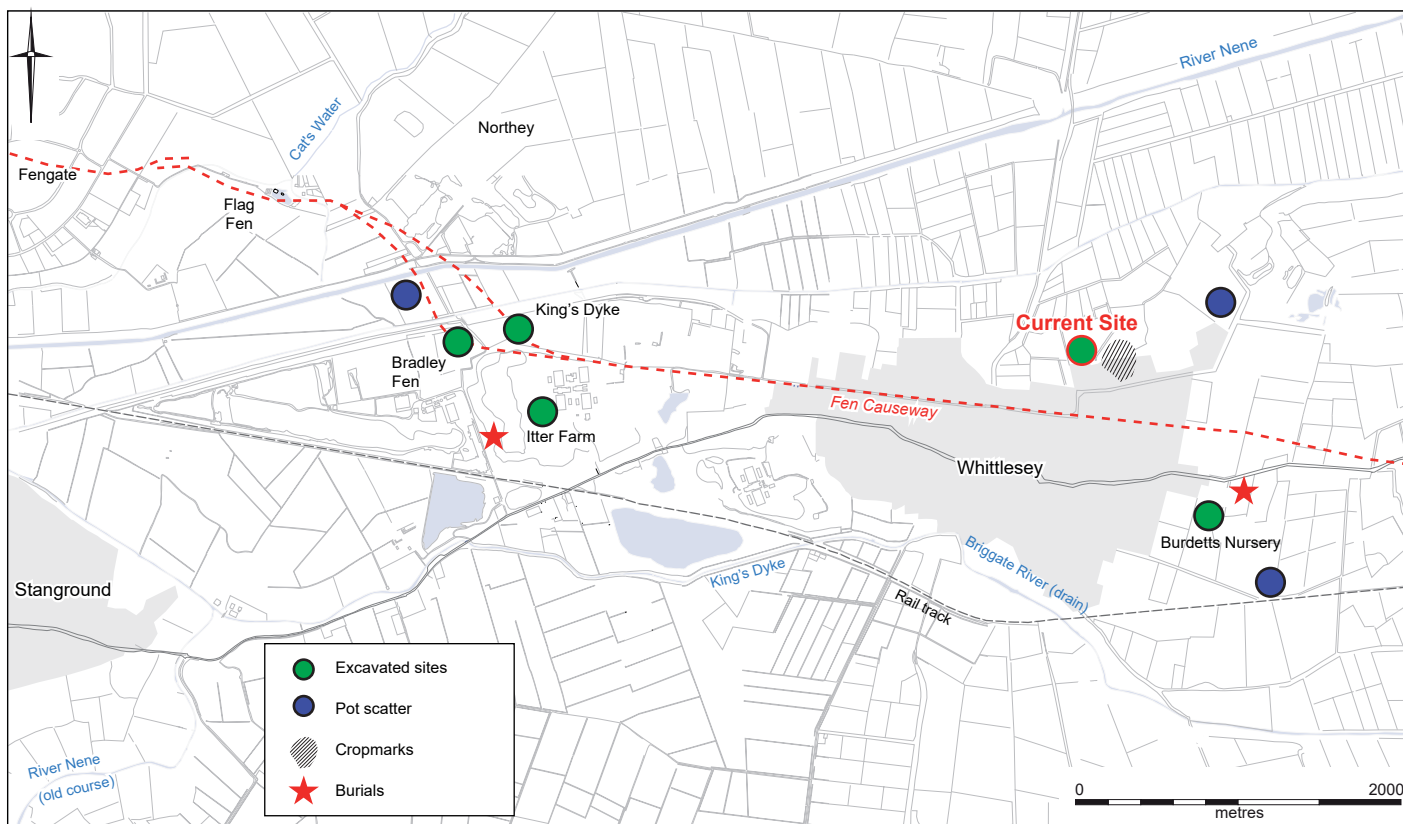 River Nene
Cat's Water
Northey
Fengate
Flag
Fen
King's Dyke
Current Site
Bradley
Fen
Fen Causeway
Itter Farm
Whittlesey
Burdetts Nursery
King's Dyke
Briggate River (drain)
Rail track
Stanground
River Nene
(old course)
Excavated sites
Pot scatter
Cropmarks
Burials
0 2000
metres